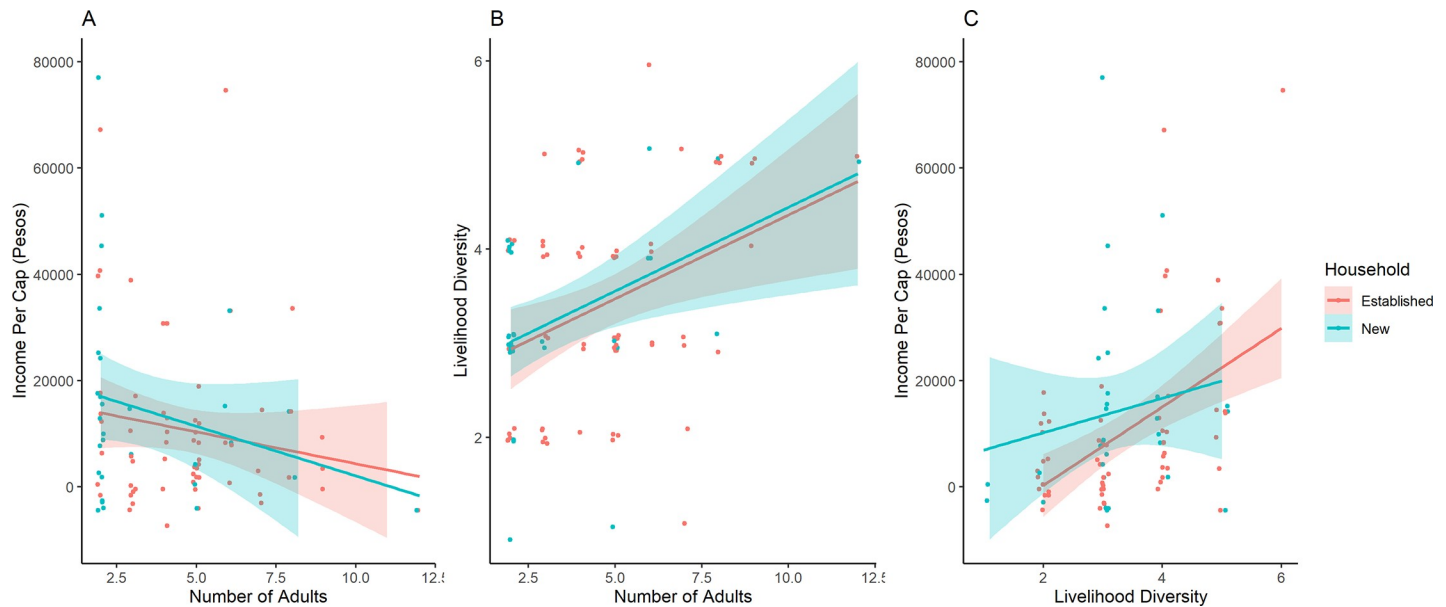 A
80000
60000
40000
20000
0
Income Per Cap (Pesos)
2.5
5.0
7.5
10.0
12.5
Number of Adults
B
6
4
2
Livelihood Diversity
2.5
5.0
7.5
10.0
12.5
Number of Adults
C
80000
60000
40000
20000
0
Income Per Cap (Pesos)
2
4
6
Livelihood Diversity
Household
Established
New